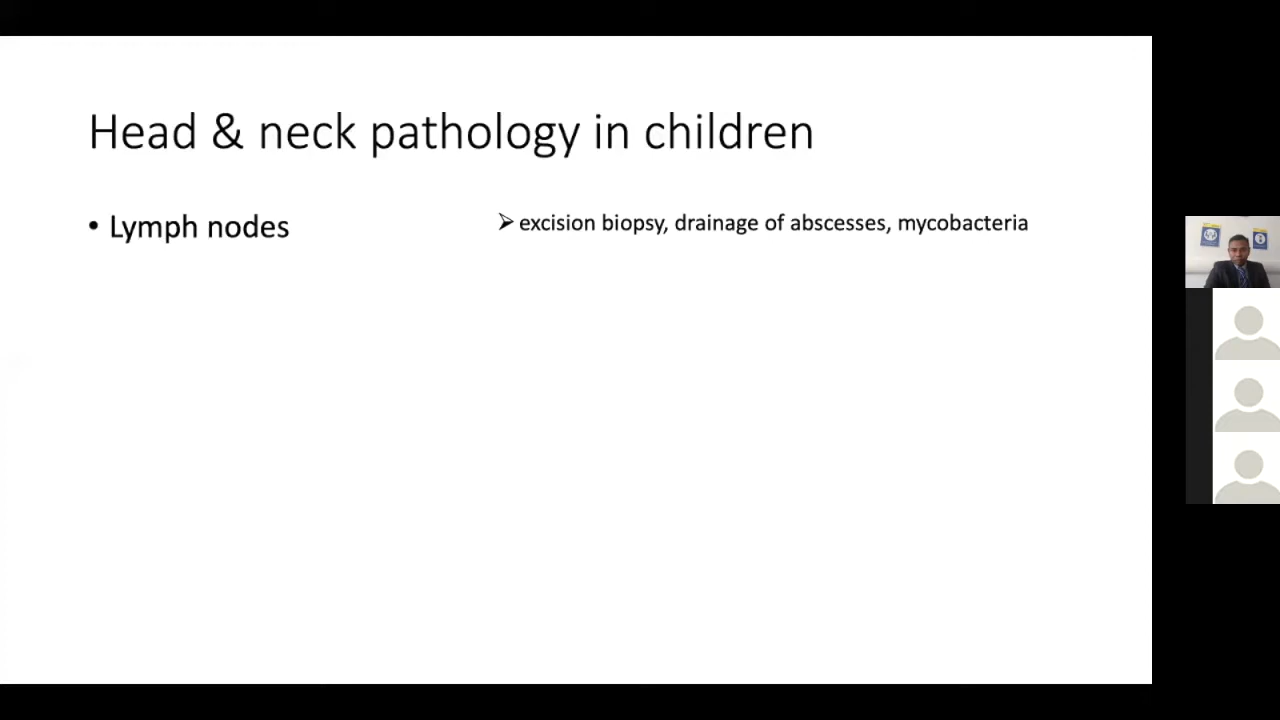 Head & neck pathology in children
• Lymph nodes
➢ excision biopsy, drainage of abscesses, mycobacteria